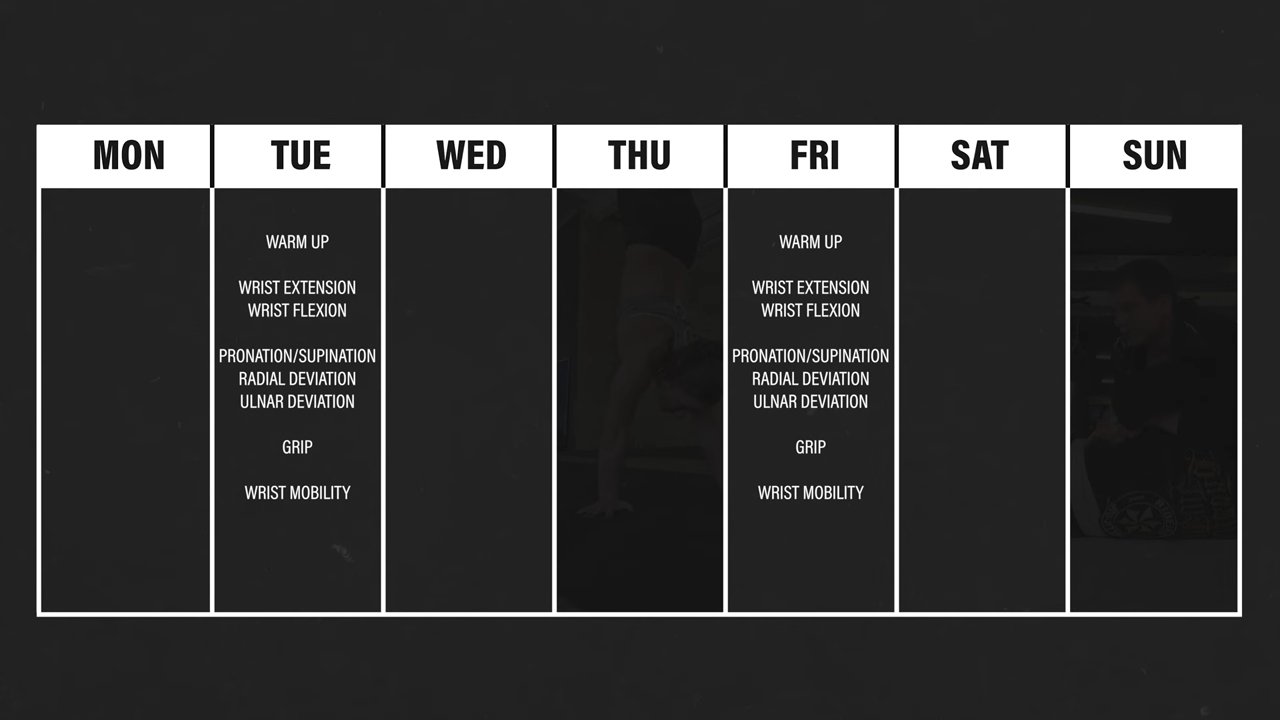 MON TUE WED THU FRI SAT SUN
WARM UP
WRIST EXTENSION
WRIST FLEXION
PRONATION/SUPINATION
RADIAL DEVIATION
ULNAR DEVIATION
GRIP
WRIST MOBILITY
WARM UP
WRIST EXTENSION
WRIST FLEXION
PRONATION/SUPINATION
RADIAL DEVIATION
ULNAR DEVIATION
GRIP
WRIST MOBILITY